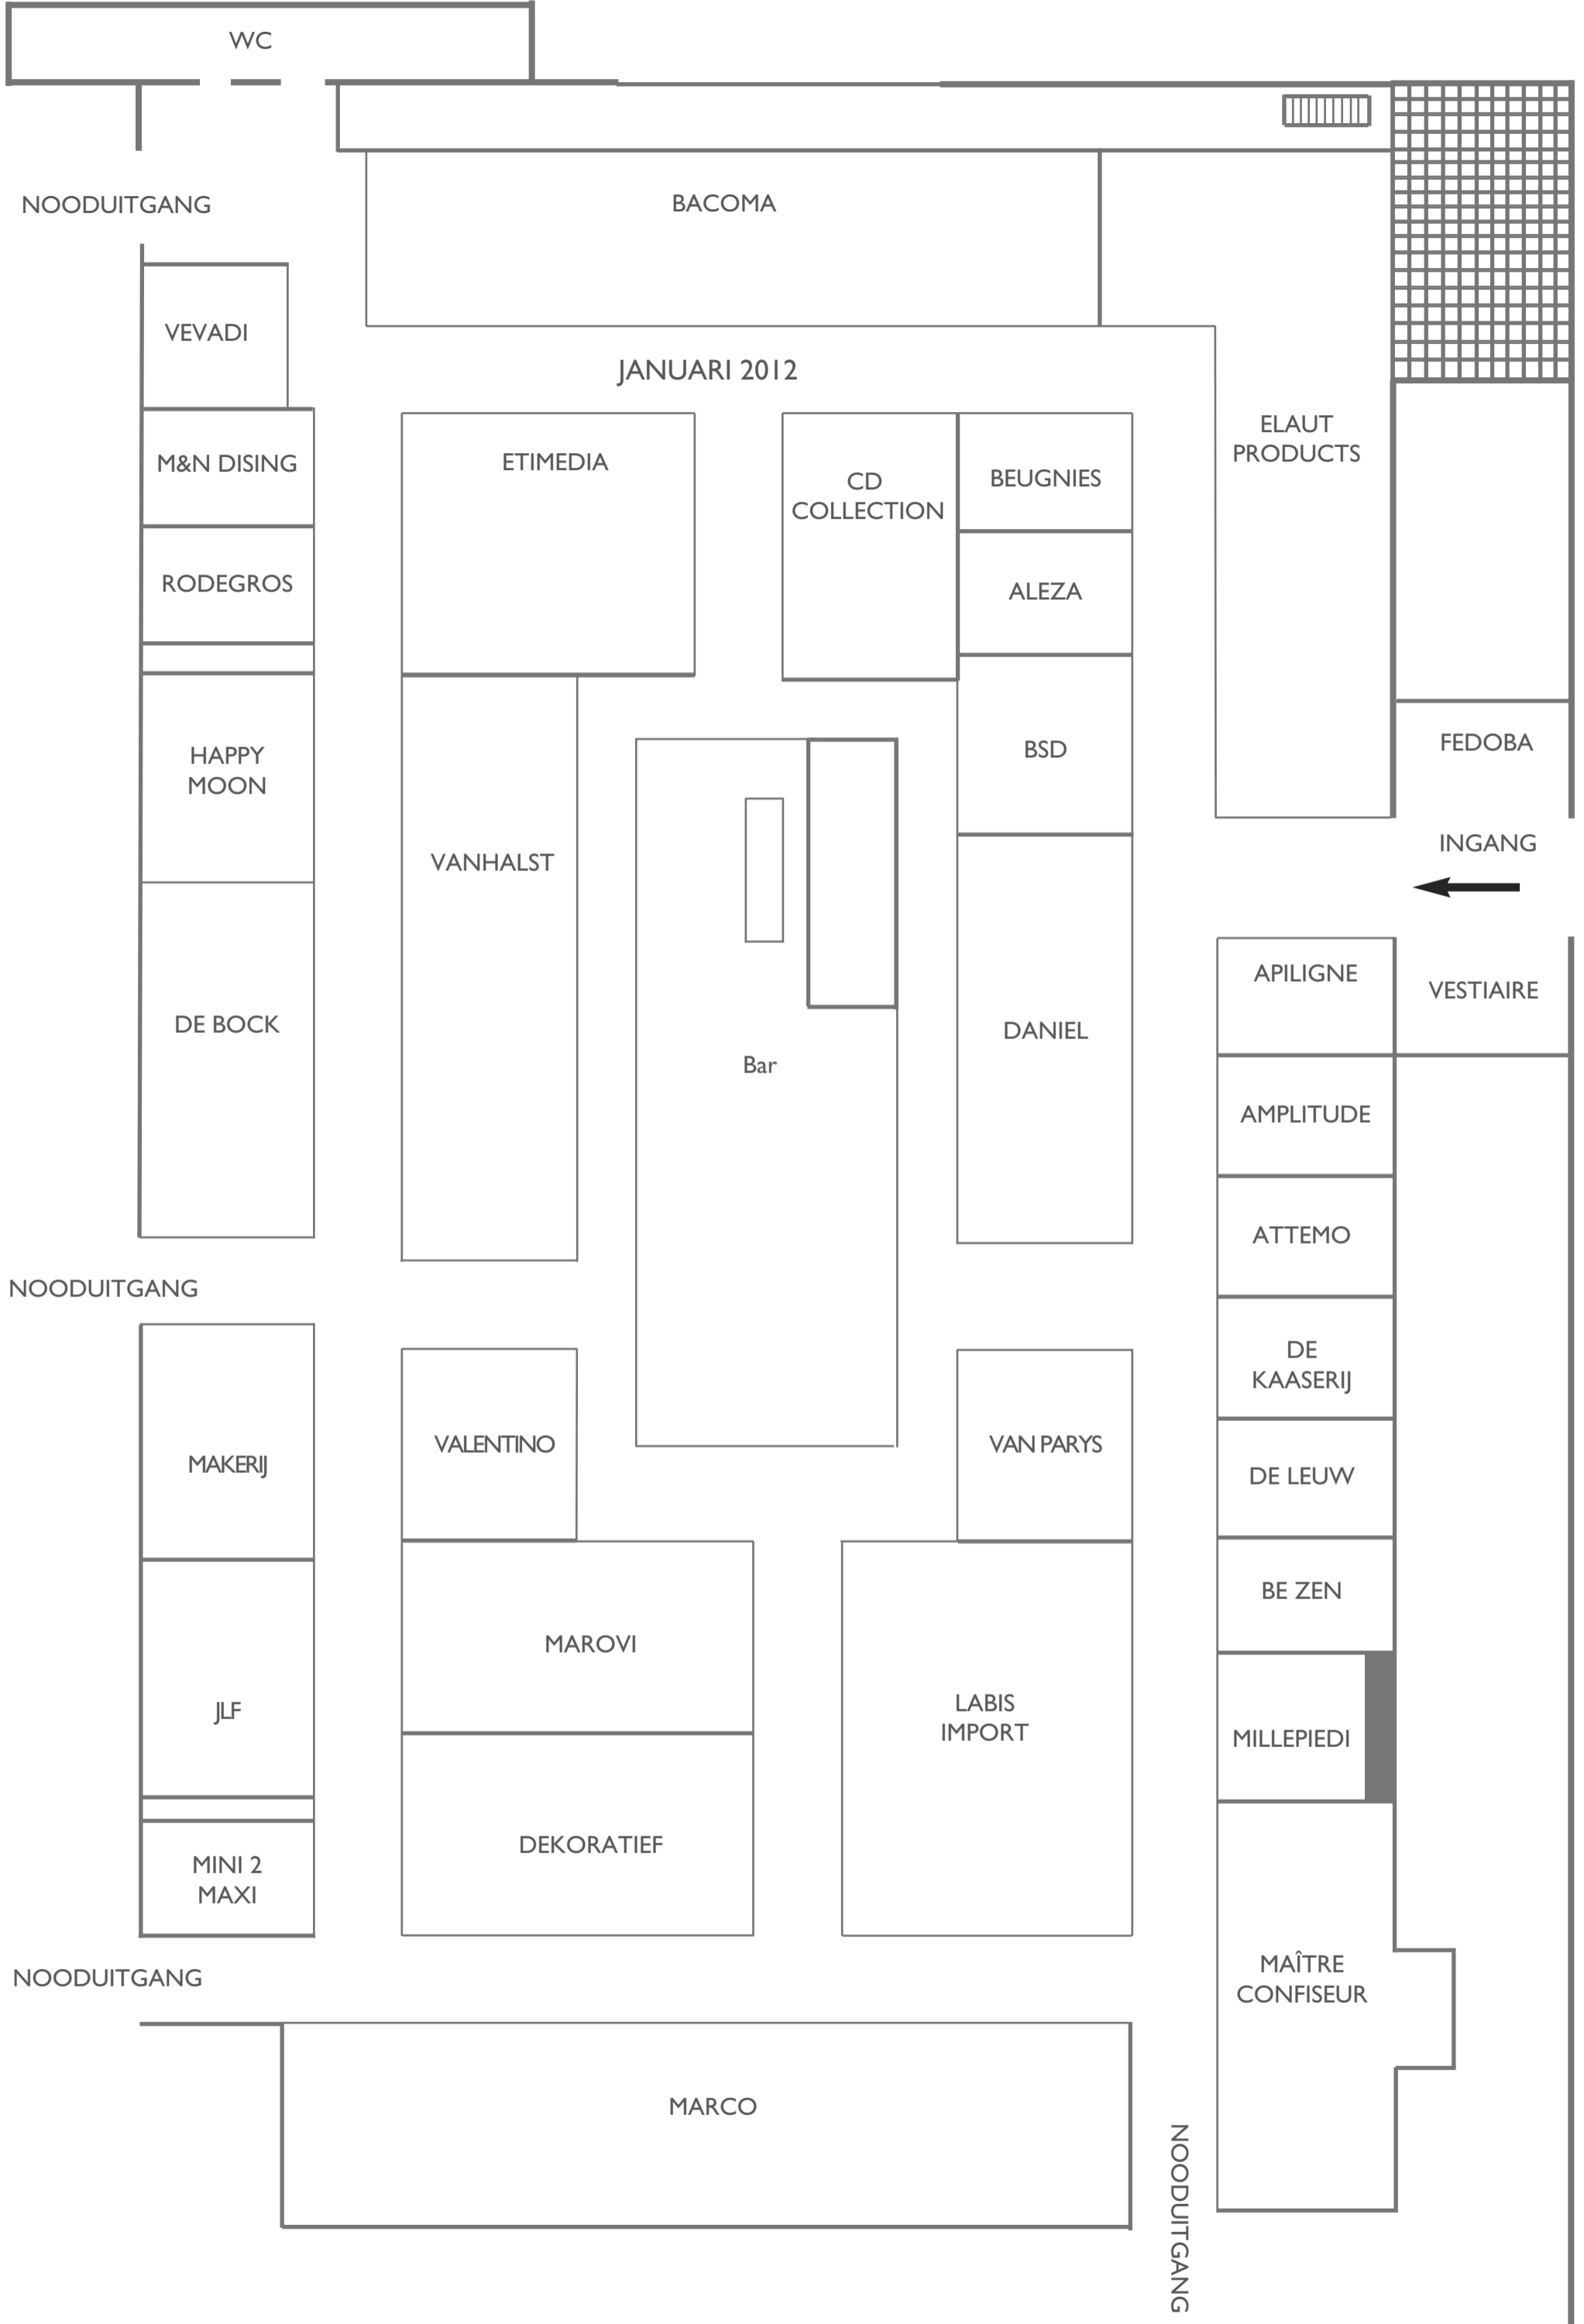 WC
NOODUITGANG
BACOMA
VEVADI
JANUARI 2012
M&N DISING
ETIMEDIA
CD
COLLECTION
BEUGNIES
ELAUT
PRODUCTS
RODEGROS
ALEZA
HAPPY
MOON
BSD
FEDOBA
VANHALST
INGANG
DE BOCK
Bar
DANIEL
APILIGNE
VESTIAIRE
AMPLITUDE
ATTEMO
NOODUITGANG
DE
KAASERIJ
MAKERIJ
VALENTINO
VAN PARYS
DE LEUW
BE ZEN
MAROVI
JLF
LABIS
IMPORT
MILLEPIEDI
DEKORATIEF
MINI 2
MAXI
NOODUITGANG
MAÎTRE
CONFISEUR
MARCO
NOODUITGANG